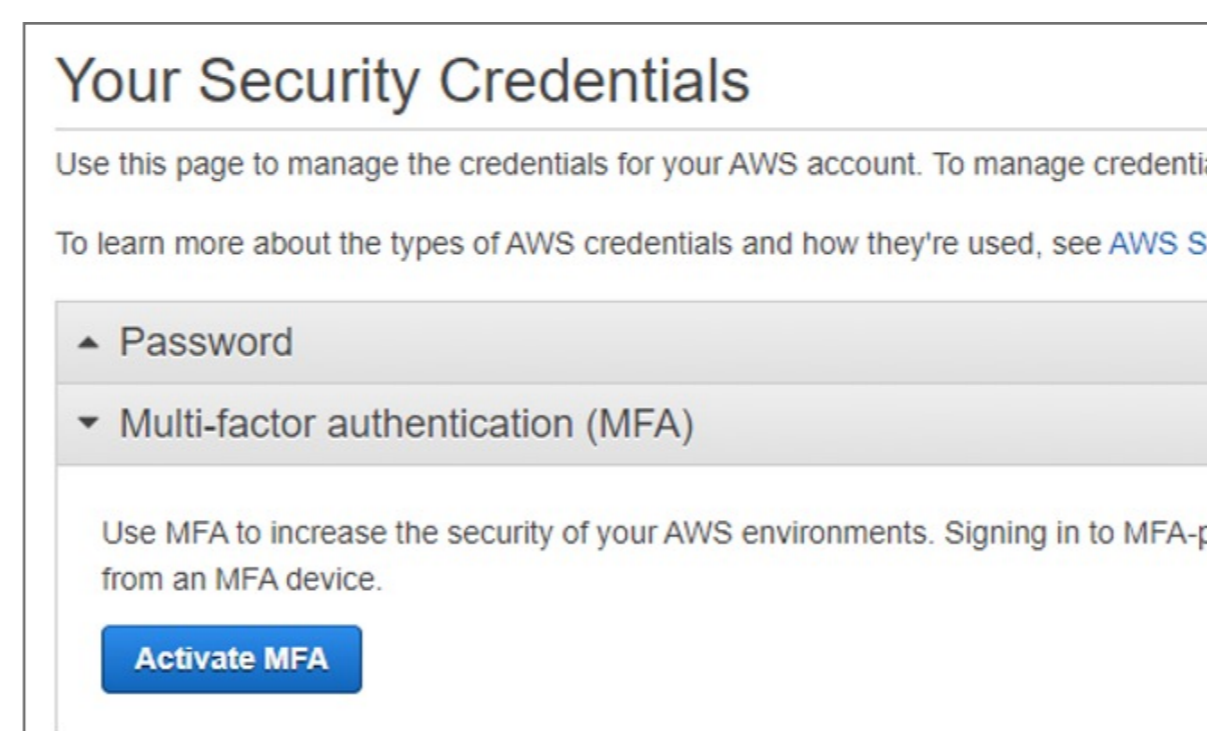 Your Security Credentials
Use this page to manage the credentials for your AWS account. To manage
To learn more about the types of AWS credentials and how they're used, see AWS
Password
Multi-factor authentication (MFA)
Use MFA to increase the security of your AWS environments. Signing in to
from an MFA device.
Activate MFA